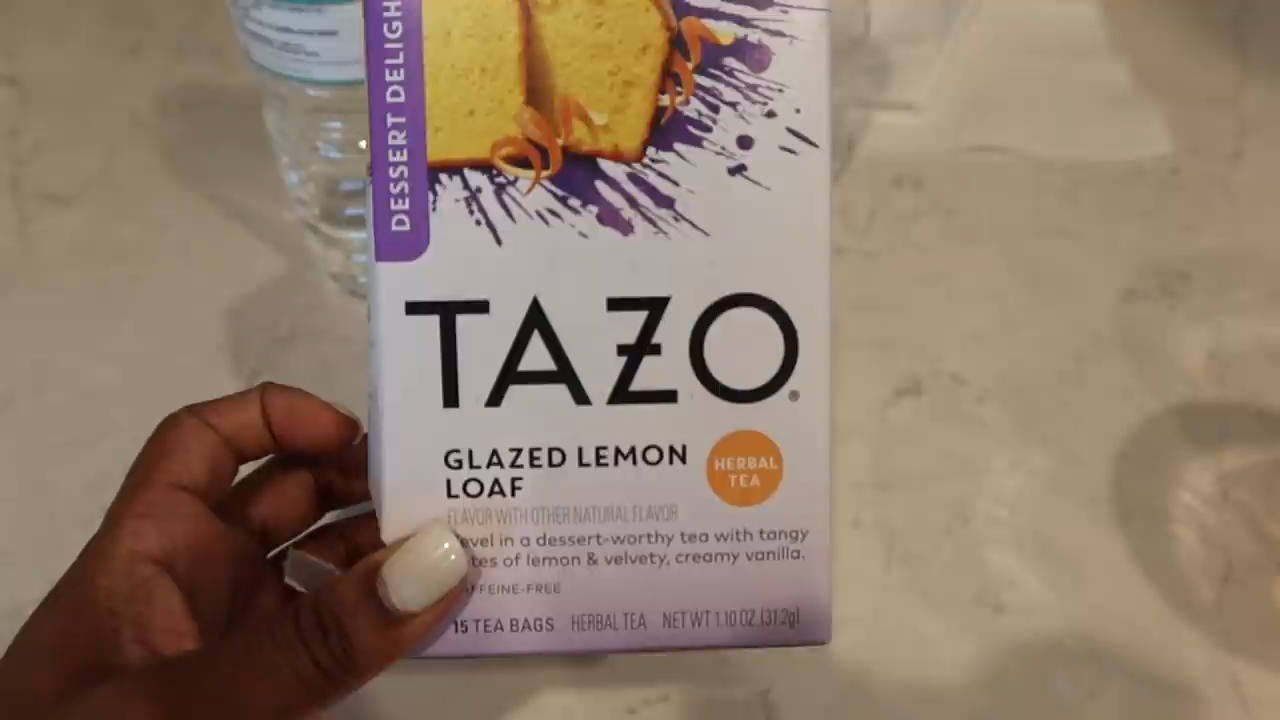 DESSERT DELIGH
TAZO
GLAZED LEMON
LOAF
HERBAL
TEA
FLAVOR WITH OTHER NATURAL FLAVOR
evel in a dessert-worthy tea with tangy
tes of lemon & velvety, creamy vanilla.
FFEINE-FREE
15 TEA BAGS HERBAL TEA NET WT 1.10 OZ (31.2g)